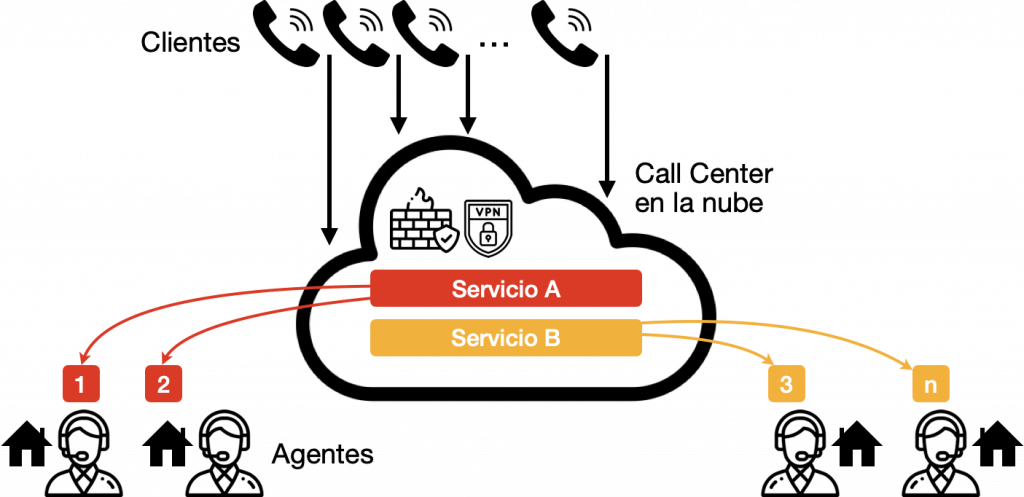 Clientes
...
Call Center
en la nube
VPN
Servicio A
Servicio B
1
2
3
n
Agentes